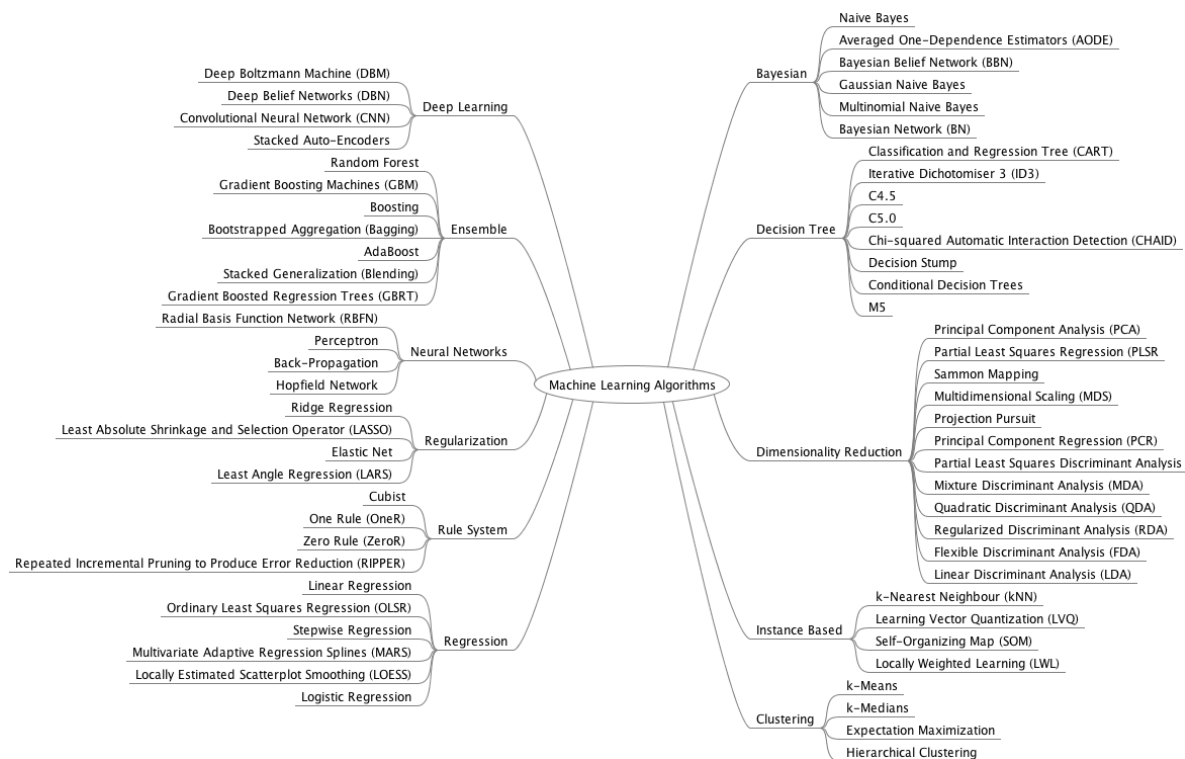 Machine Learning Algorithms
Deep Learning
Deep Boltzmann Machine (DBM)
Deep Belief Networks (DBN)
Convolutional Neural Network (CNN)
Stacked Auto-Encoders
Ensemble
Random Forest
Gradient Boosting Machines (GBM)
Boosting
Bootstrapped Aggregation (Bagging)
AdaBoost
Stacked Generalization (Blending)
Gradient Boosted Regression Trees (GBRT)
Neural Networks
Radial Basis Function Network (RBFN)
Perceptron
Back-Propagation
Hopfield Network
Regularization
Ridge Regression
Least Absolute Shrinkage and Selection Operator (LASSO)
Elastic Net
Least Angle Regression (LARS)
Rule System
Cubist
One Rule (OneR)
Zero Rule (ZeroR)
Repeated Incremental Pruning to Produce Error Reduction (RIPPER)
Regression
Linear Regression
Ordinary Least Squares Regression (OLSR)
Stepwise Regression
Multivariate Adaptive Regression Splines (MARS)
Locally Estimated Scatterplot Smoothing (LOESS)
Logistic Regression
Bayesian
Naive Bayes
Averaged One-Dependence Estimators (AODE)
Bayesian Belief Network (BBN)
Gaussian Naive Bayes
Multinomial Naive Bayes
Bayesian Network (BN)
Decision Tree
Classification and Regression Tree (CART)
Iterative Dichotomiser 3 (ID3)
C4.5
C5.0
Chi-squared Automatic Interaction Detection (CHAID)
Decision Stump
Conditional Decision Trees
M5
Dimensionality Reduction
Principal Component Analysis (PCA)
Partial Least Squares Regression (PLSR
Sammon Mapping
Multidimensional Scaling (MDS)
Projection Pursuit
Principal Component Regression (PCR)
Partial Least Squares Discriminant Analysis
Mixture Discriminant Analysis (MDA)
Quadratic Discriminant Analysis (QDA)
Regularized Discriminant Analysis (RDA)
Flexible Discriminant Analysis (FDA)
Linear Discriminant Analysis (LDA)
Instance Based
k-Nearest Neighbour (kNN)
Learning Vector Quantization (LVQ)
Self-Organizing Map (SOM)
Locally Weighted Learning (LWL)
Clustering
k-Means
k-Medians
Expectation Maximization
Hierarchical Clustering